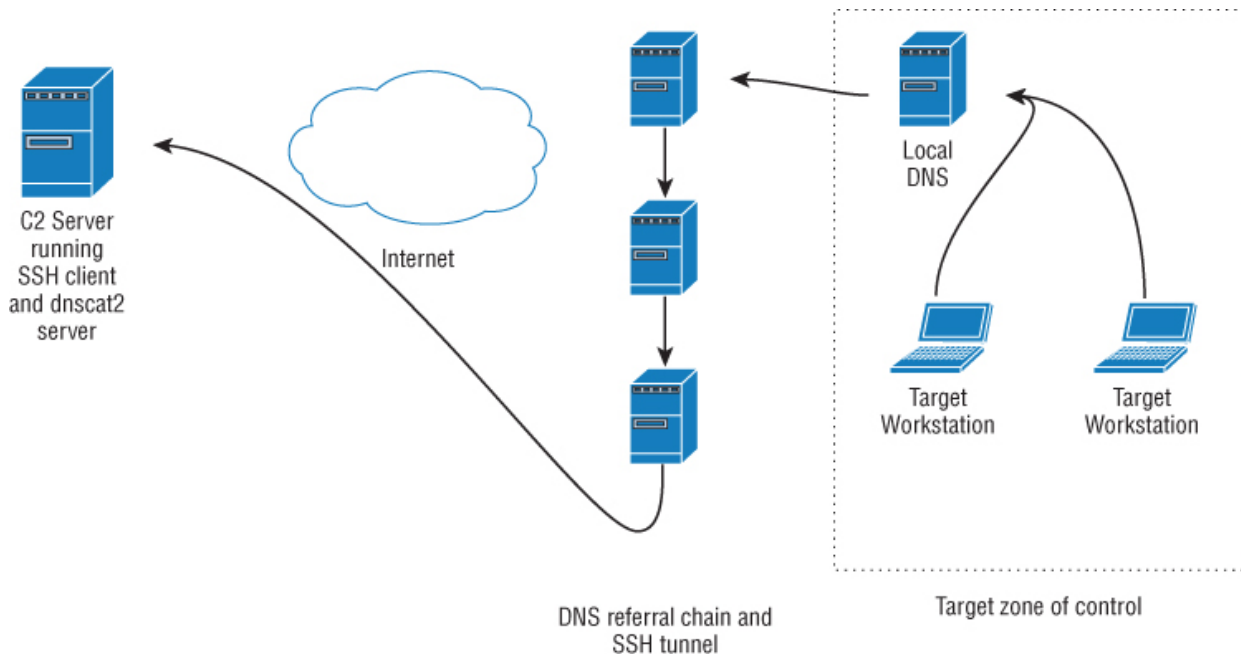 C2 Server
running
SSH client
and dnscat2
server
Internet
DNS referral chain and
SSH tunnel
Local
DNS
Target
Workstation
Target
Workstation
Target zone of control